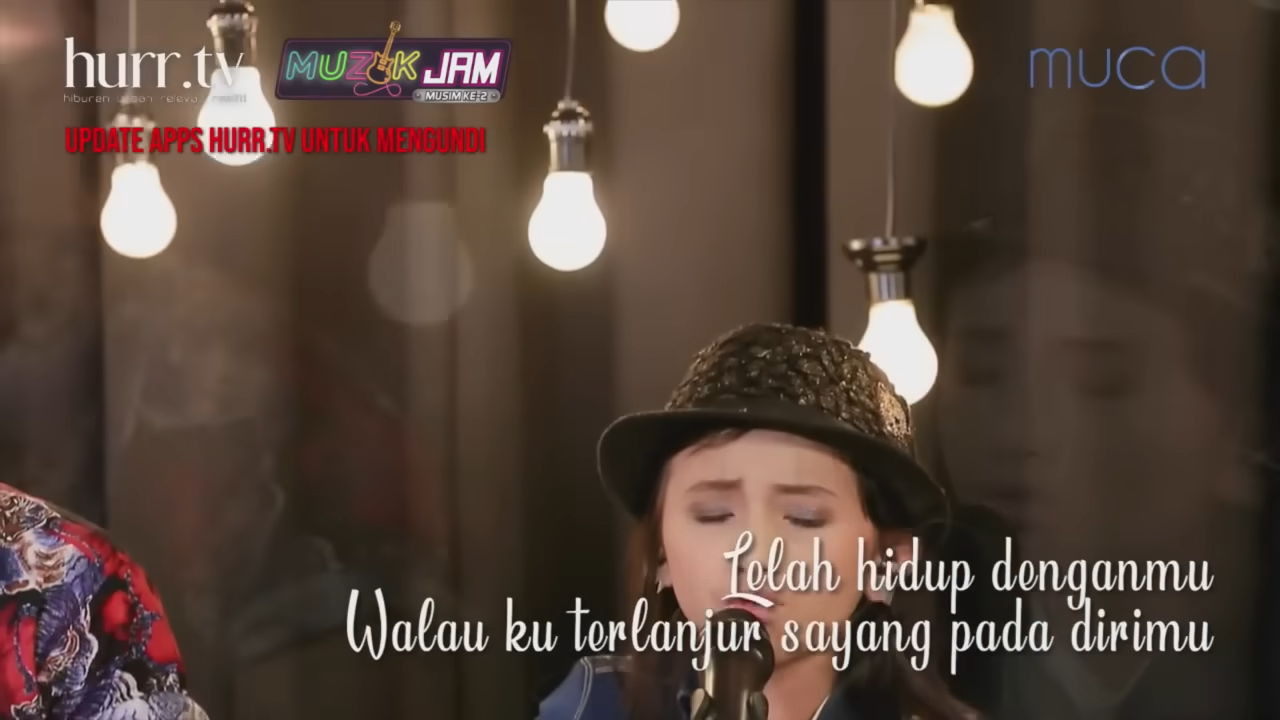 hurr.tv
MUZIK JAM
MUSIM KE-2
muca
UPDATE APPS HURR.TV UNTUK MENGUNDI
Lelah hidup denganmu
Walau ku terlanjur sayang pada dirimu